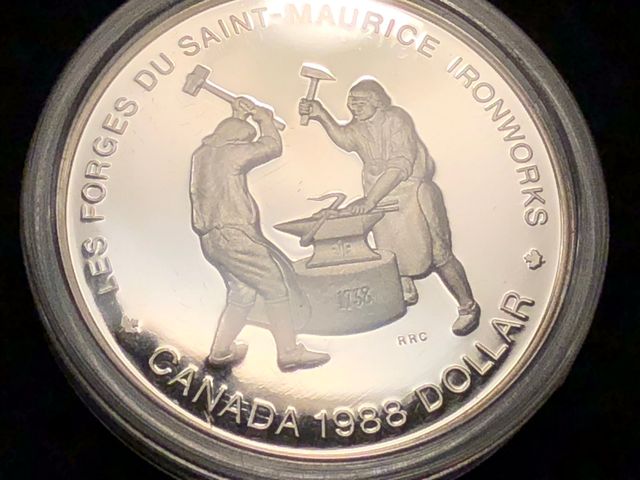 LES FORGES DU SAINT-MAURICE IRONWORKS
1738
RRC
CANADA 1988 DOLLAR